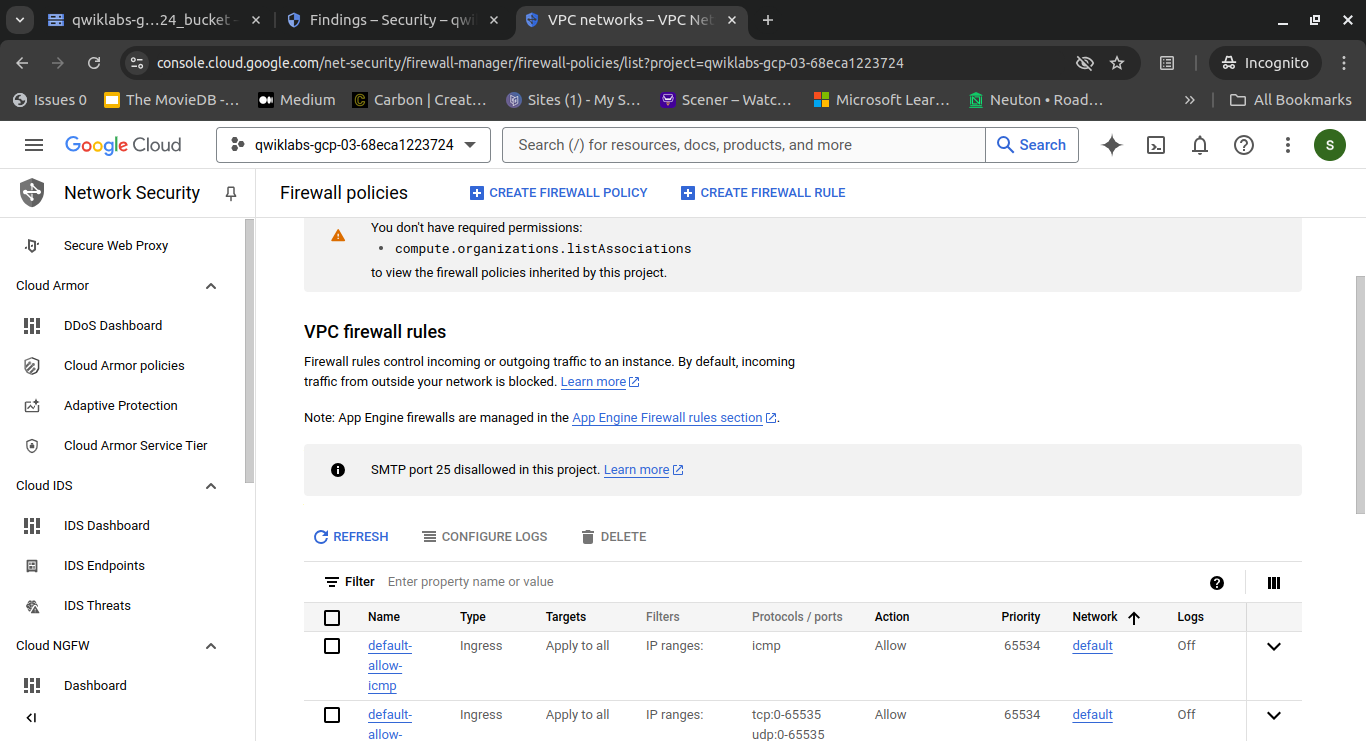 qwiklabs-g…24_bucket -
Findings – Security – qwi
VPC networks – VPC Net
console.cloud.google.com/net-security/firewall-manager/firewall-policies/list?project=qwiklabs-gcp-03-68eca1223724
Incognito
Issues 0
The MovieDB -…
Medium
Carbon | Creat…
Sites (1) - My S…
Scener – Watc…
Microsoft Lear…
Neuton • Road…
»
All Bookmarks
Google Cloud
qwiklabs-gcp-03-68eca1223724
Search (/) for resources, docs, products, and more
Search
S
Network Security
Firewall policies
CREATE FIREWALL POLICY
CREATE FIREWALL RULE
Secure Web Proxy
Cloud Armor
DDoS Dashboard
Cloud Armor policies
Adaptive Protection
Cloud Armor Service Tier
Cloud IDS
IDS Dashboard
IDS Endpoints
IDS Threats
Cloud NGFW
Dashboard
You don't have required permissions:
• compute.organizations.listAssociations
to view the firewall policies inherited by this project.
VPC firewall rules
Firewall rules control incoming or outgoing traffic to an instance. By default, incoming
traffic from outside your network is blocked. Learn more
Note: App Engine firewalls are managed in the App Engine Firewall rules section.
SMTP port 25 disallowed in this project. Learn more
REFRESH
CONFIGURE LOGS
DELETE
Filter Enter property name or value
Name Type Targets Filters Protocols / ports Action Priority Network Logs
default- Ingress Apply to all IP ranges: icmp Allow 65534 default Off
allow-
icmp
default- Ingress Apply to all IP ranges: tcp:0-65535 Allow 65534 default Off
allow- udp:0-65535